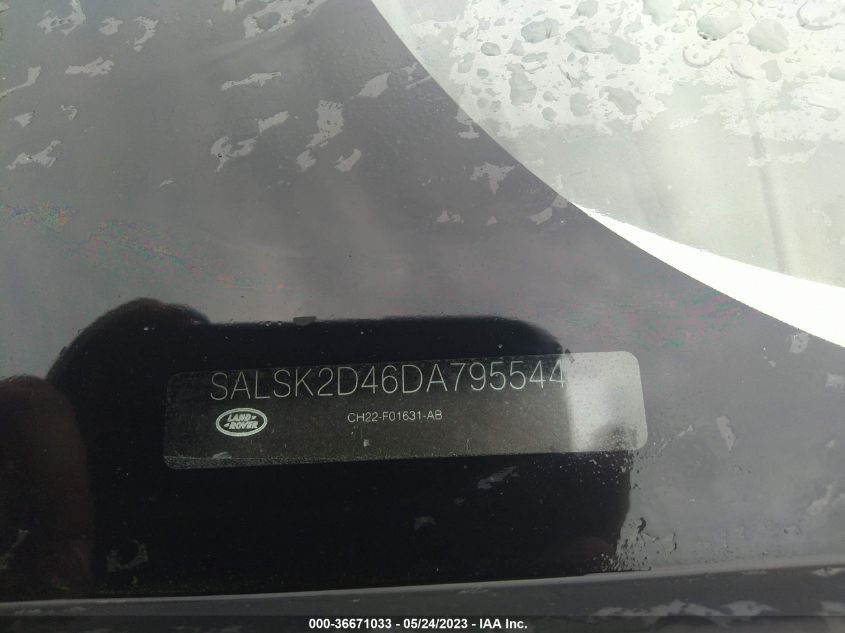 SALSK2D46DA795544
LAND
ROVER
CH22-F01631-AB
000-36671033 - 05/24/2023 - IAA Inc.